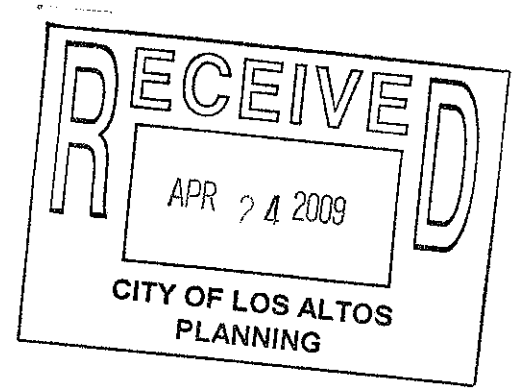 RECEIVED
APR 24 2009
CITY OF LOS ALTOS
PLANNING